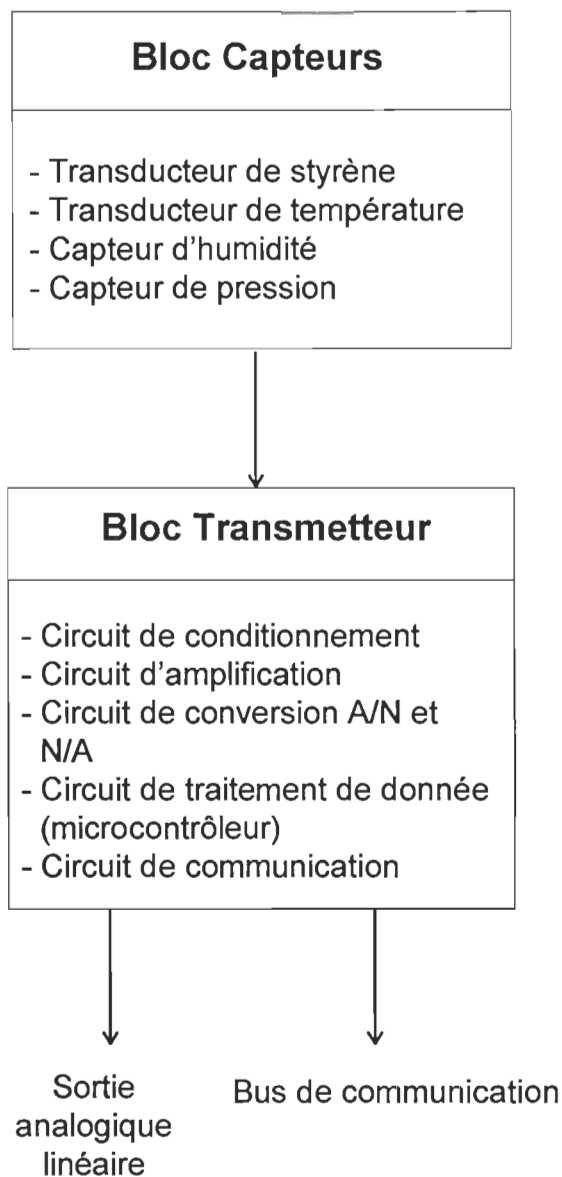 Bloc Capteurs
- Transducteur de styrène
- Transducteur de température
- Capteur d'humidité
- Capteur de pression
Bloc Transmetteur
- Circuit de conditionnement
- Circuit d'amplification
- Circuit de conversion A/N et
N/A
- Circuit de traitement de donnée
(microcontrôleur)
- Circuit de communication
Sortie
analogique
linéaire
Bus de communication